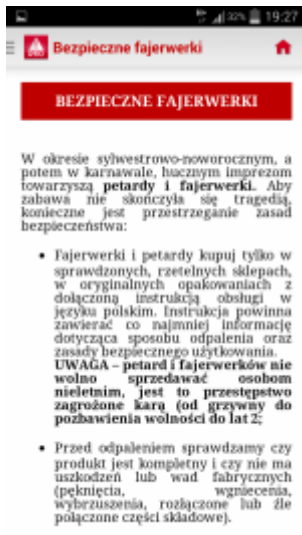 32% 19:27
Bezpieczne fajerwerki
BEZPIECZNE FAJERWERKI
W okresie sylwestrowo-noworocznym, a
potem w karnawale, hucznym imprezom
towarzyszą petardy i fajerwerki. Aby
zabawa nie skończyła się tragedią,
konieczne jest przestrzeganie zasad
bezpieczeństwa:
• Fajerwerki i petardy kupuj tylko w
sprawdzonych, rzetelnych sklepach,
w oryginalnych opakowaniach z
dołączoną instrukcją obsługi w
języku polskim. Instrukcja powinna
zawierać co najmniej informację
dotycząca sposobu odpalenia oraz
zasady bezpiecznego użytkowania.
UWAGA – petard i fajerwerków nie
wolno sprzedawać osobom
nieletnim, jest to przestępstwo
zagrożone karą (od grzywny do
pozbawienia wolności do lat 2;
• Przed odpaleniem sprawdzamy czy
produkt jest kompletny i czy nie ma
uszkodzeń lub wad fabrycznych
(pęknięcia, wgniecenia,
wybrzuszenia, rozłączone lub źle
połączone części składowe).